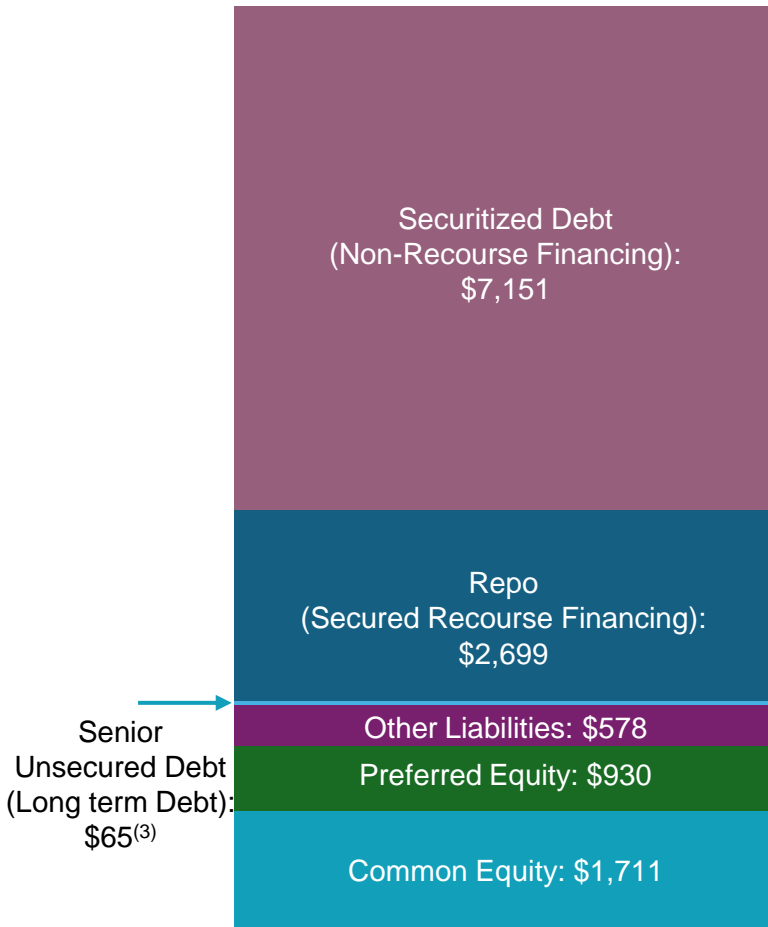 Securitized Debt
(Non-Recourse Financing):
$7,151
Repo
(Secured Recourse Financing):
$2,699
Senior
Unsecured Debt
(Long term Debt):
$65(3)
Other Liabilities: $578
Preferred Equity: $930
Common Equity: $1,711